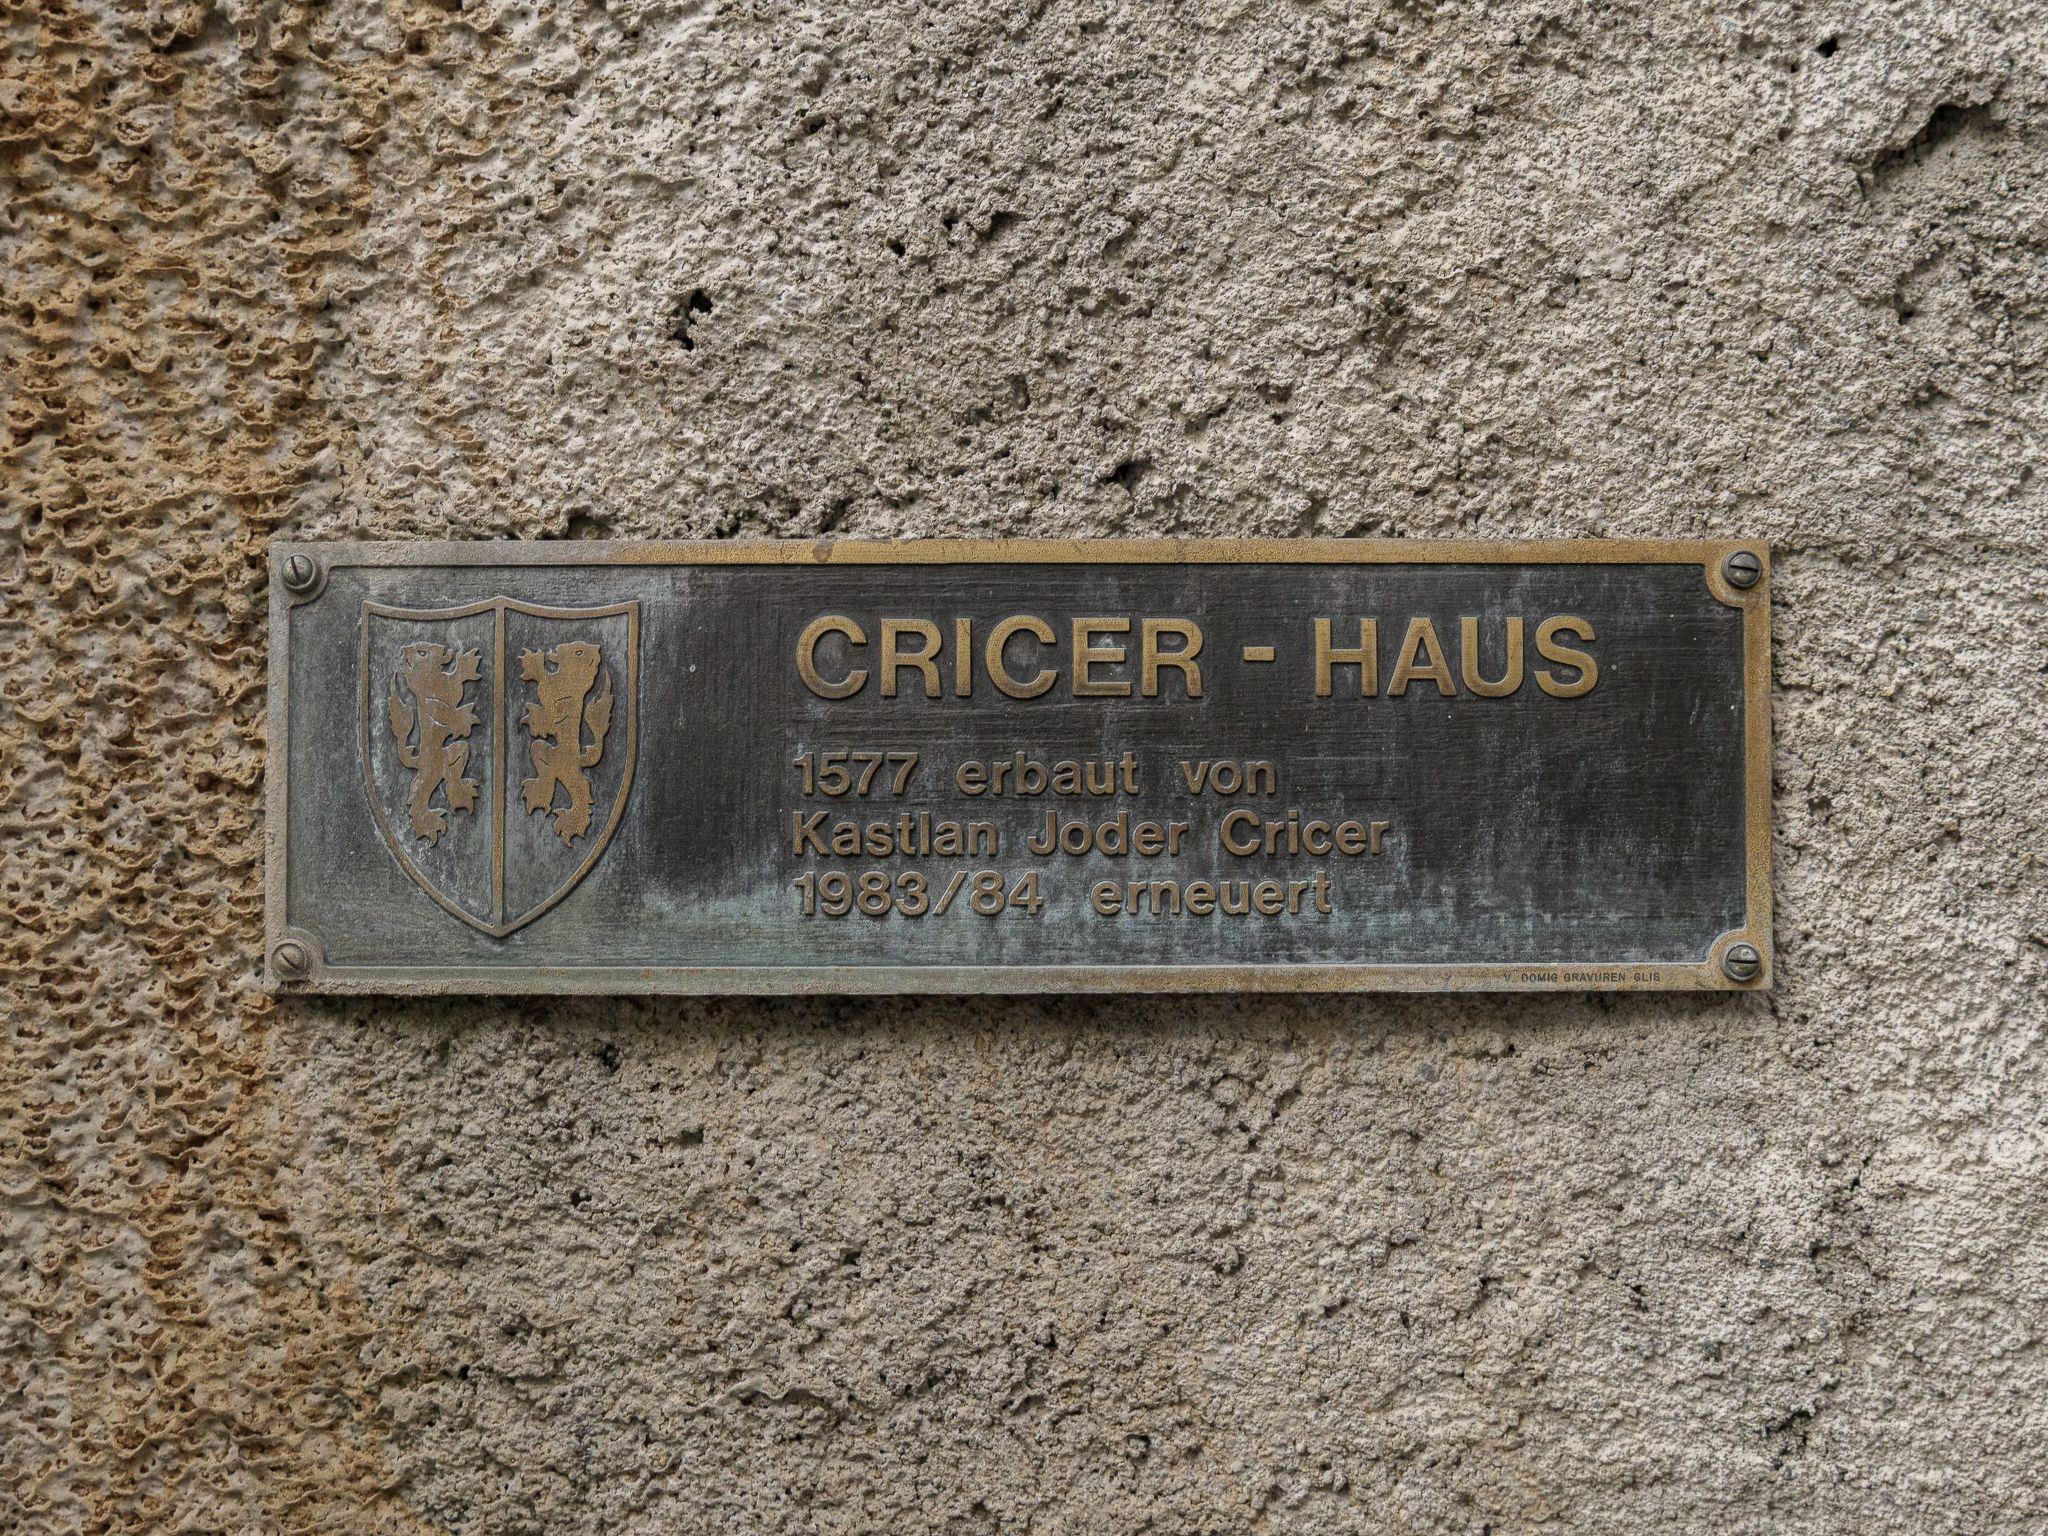 CRICER - HAUS
1577 erbaut von
Kastlan Joder Cricer
1983/84 erneuert
V. DOMIG GRAVUREN GLIS